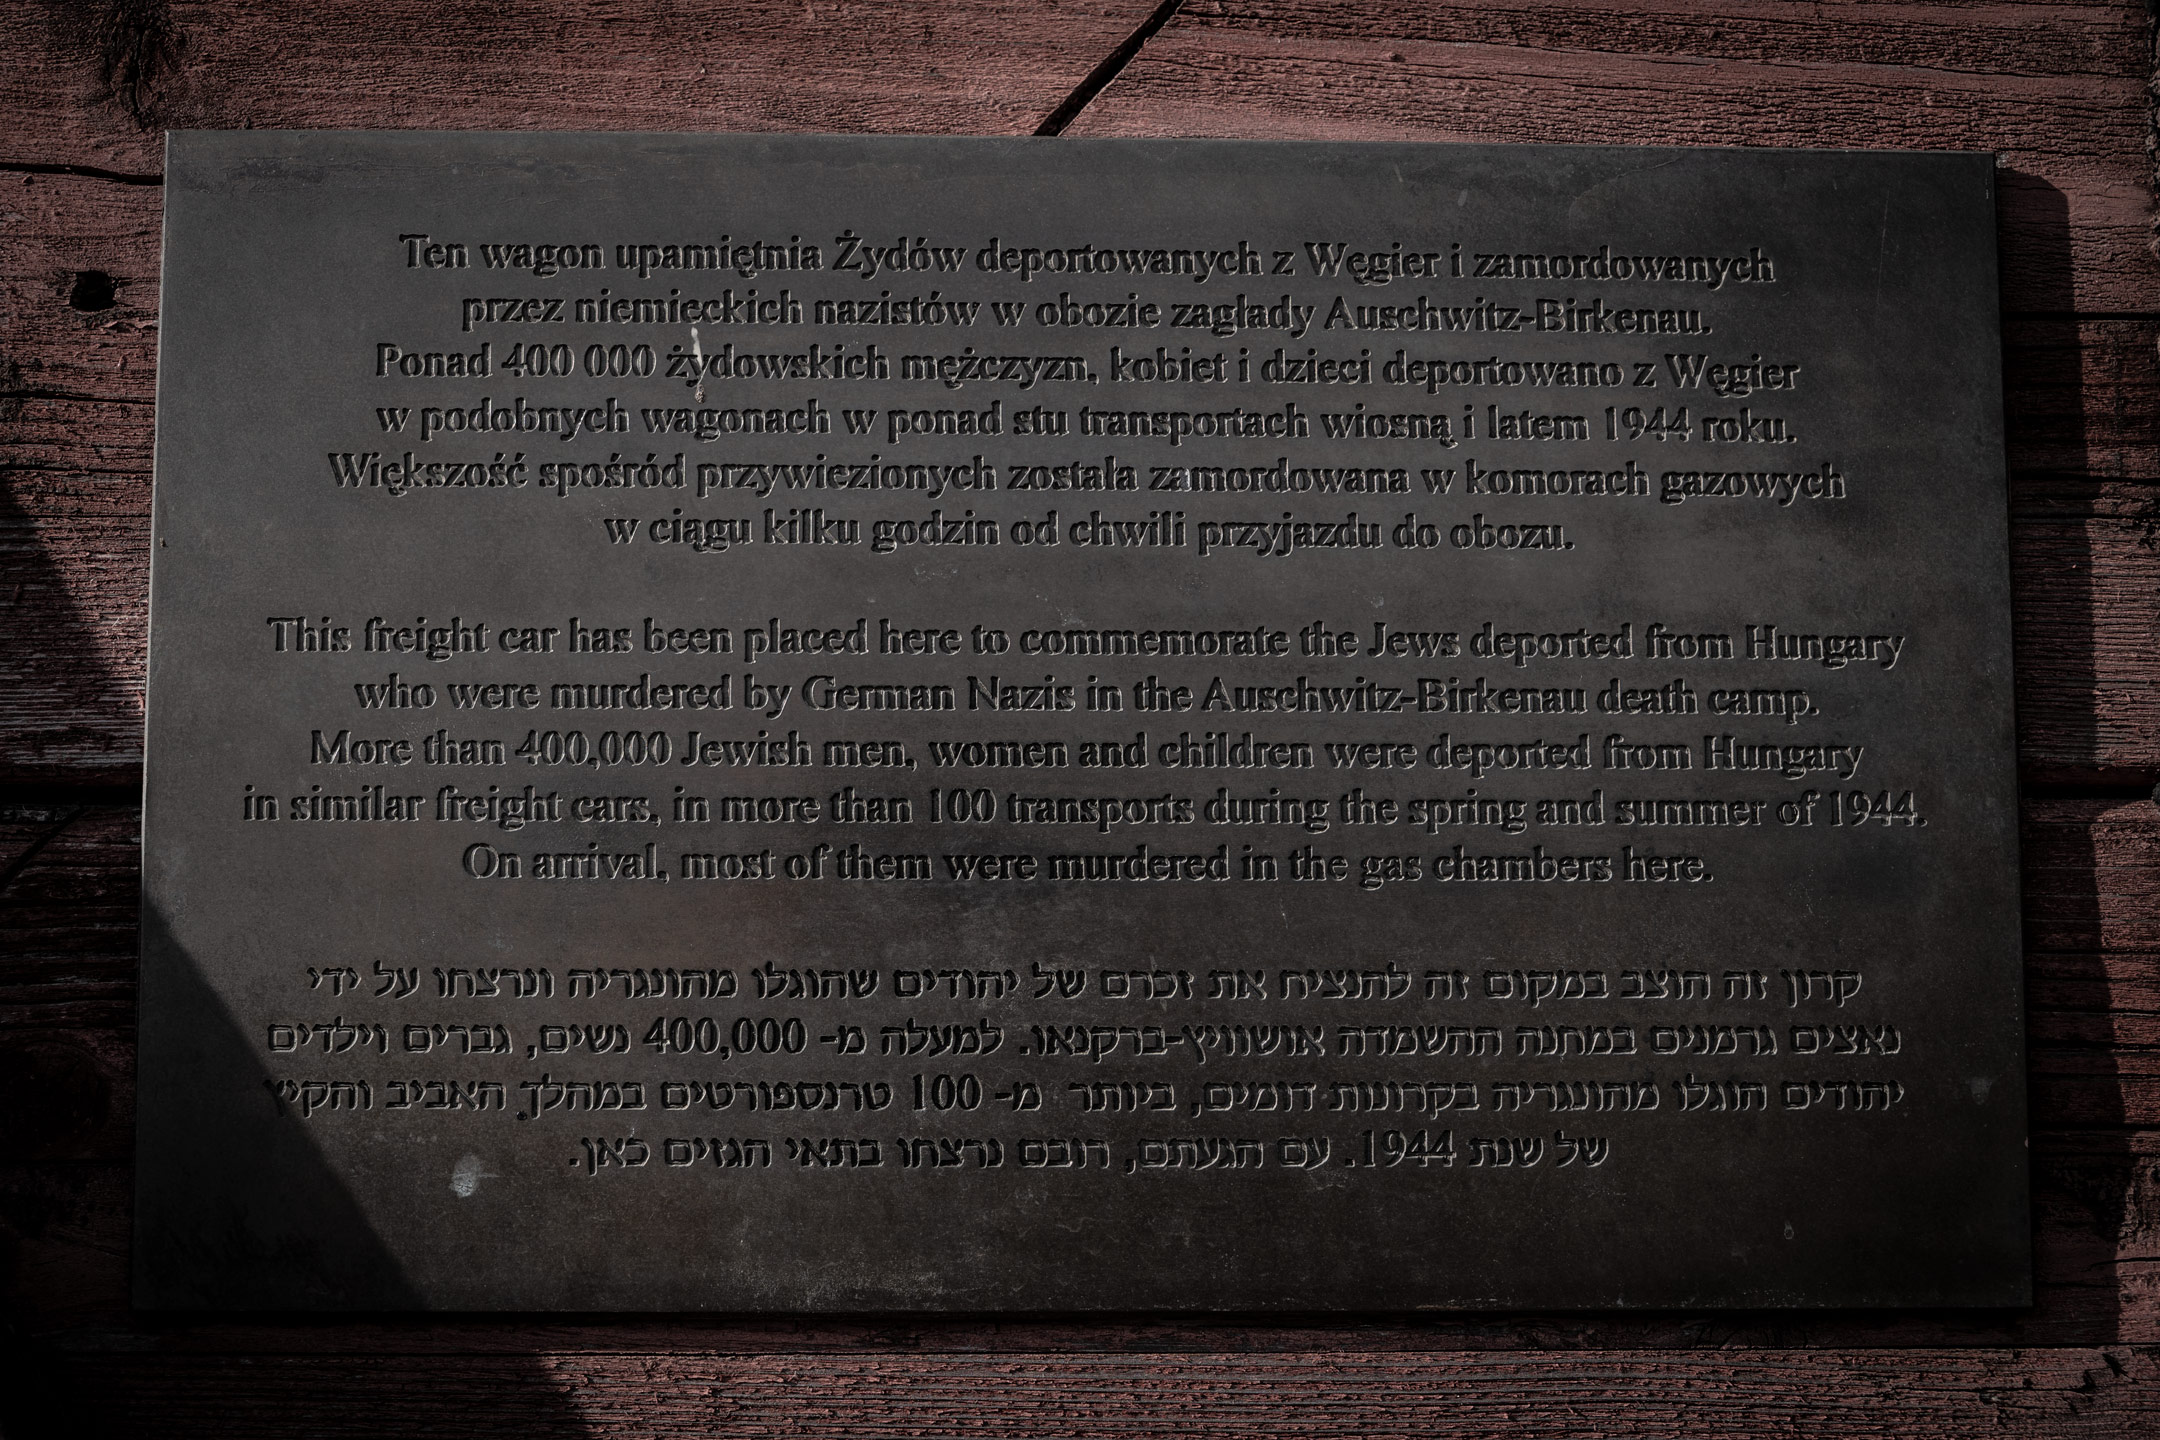 Ten wagon upamiętnia Żydów deportowanych z Węgier i zamordowanych
przez niemieckich nazistów w obozie zagłady Auschwitz-Birkenau.
Ponad 400 000 żydowskich mężczyzn, kobiet i dzieci deportowano z Węgier
w podobnych wagonach w ponad stu transportach wiosną i latem 1944 roku.
Większość spośród przywiezionych została zamordowana w komorach gazowych
w ciągu kilku godzin od chwili przyjazdu do obozu.
This freight car has been placed here to commemorate the Jews deported from Hungary
who were murdered by German Nazis in the Auschwitz-Birkenau death camp.
More than 400,000 Jewish men, women and children were deported from Hungary
in similar freight cars, in more than 100 transports during the spring and summer of 1944.
On arrival, most of them were murdered in the gas chambers here.
קרון זה הוצב במקום זה להנציח את זכרם של יהודים שהוגלו מהונגריה ונרצחו על ידי
נאצים גרמנים במחנה ההשמדה אושוויץ-ברקנאו. למעלה מ- 400,000 נשים, גברים וילדים
יהודים הוגלו מהונגריה בקרונות דומים, ביותר מ- 100 טרנספורטים במהלך האביב והקיץ
של שנת 1944. עם הגעתם, רובם נרצחו בתאי הגזים כאן.